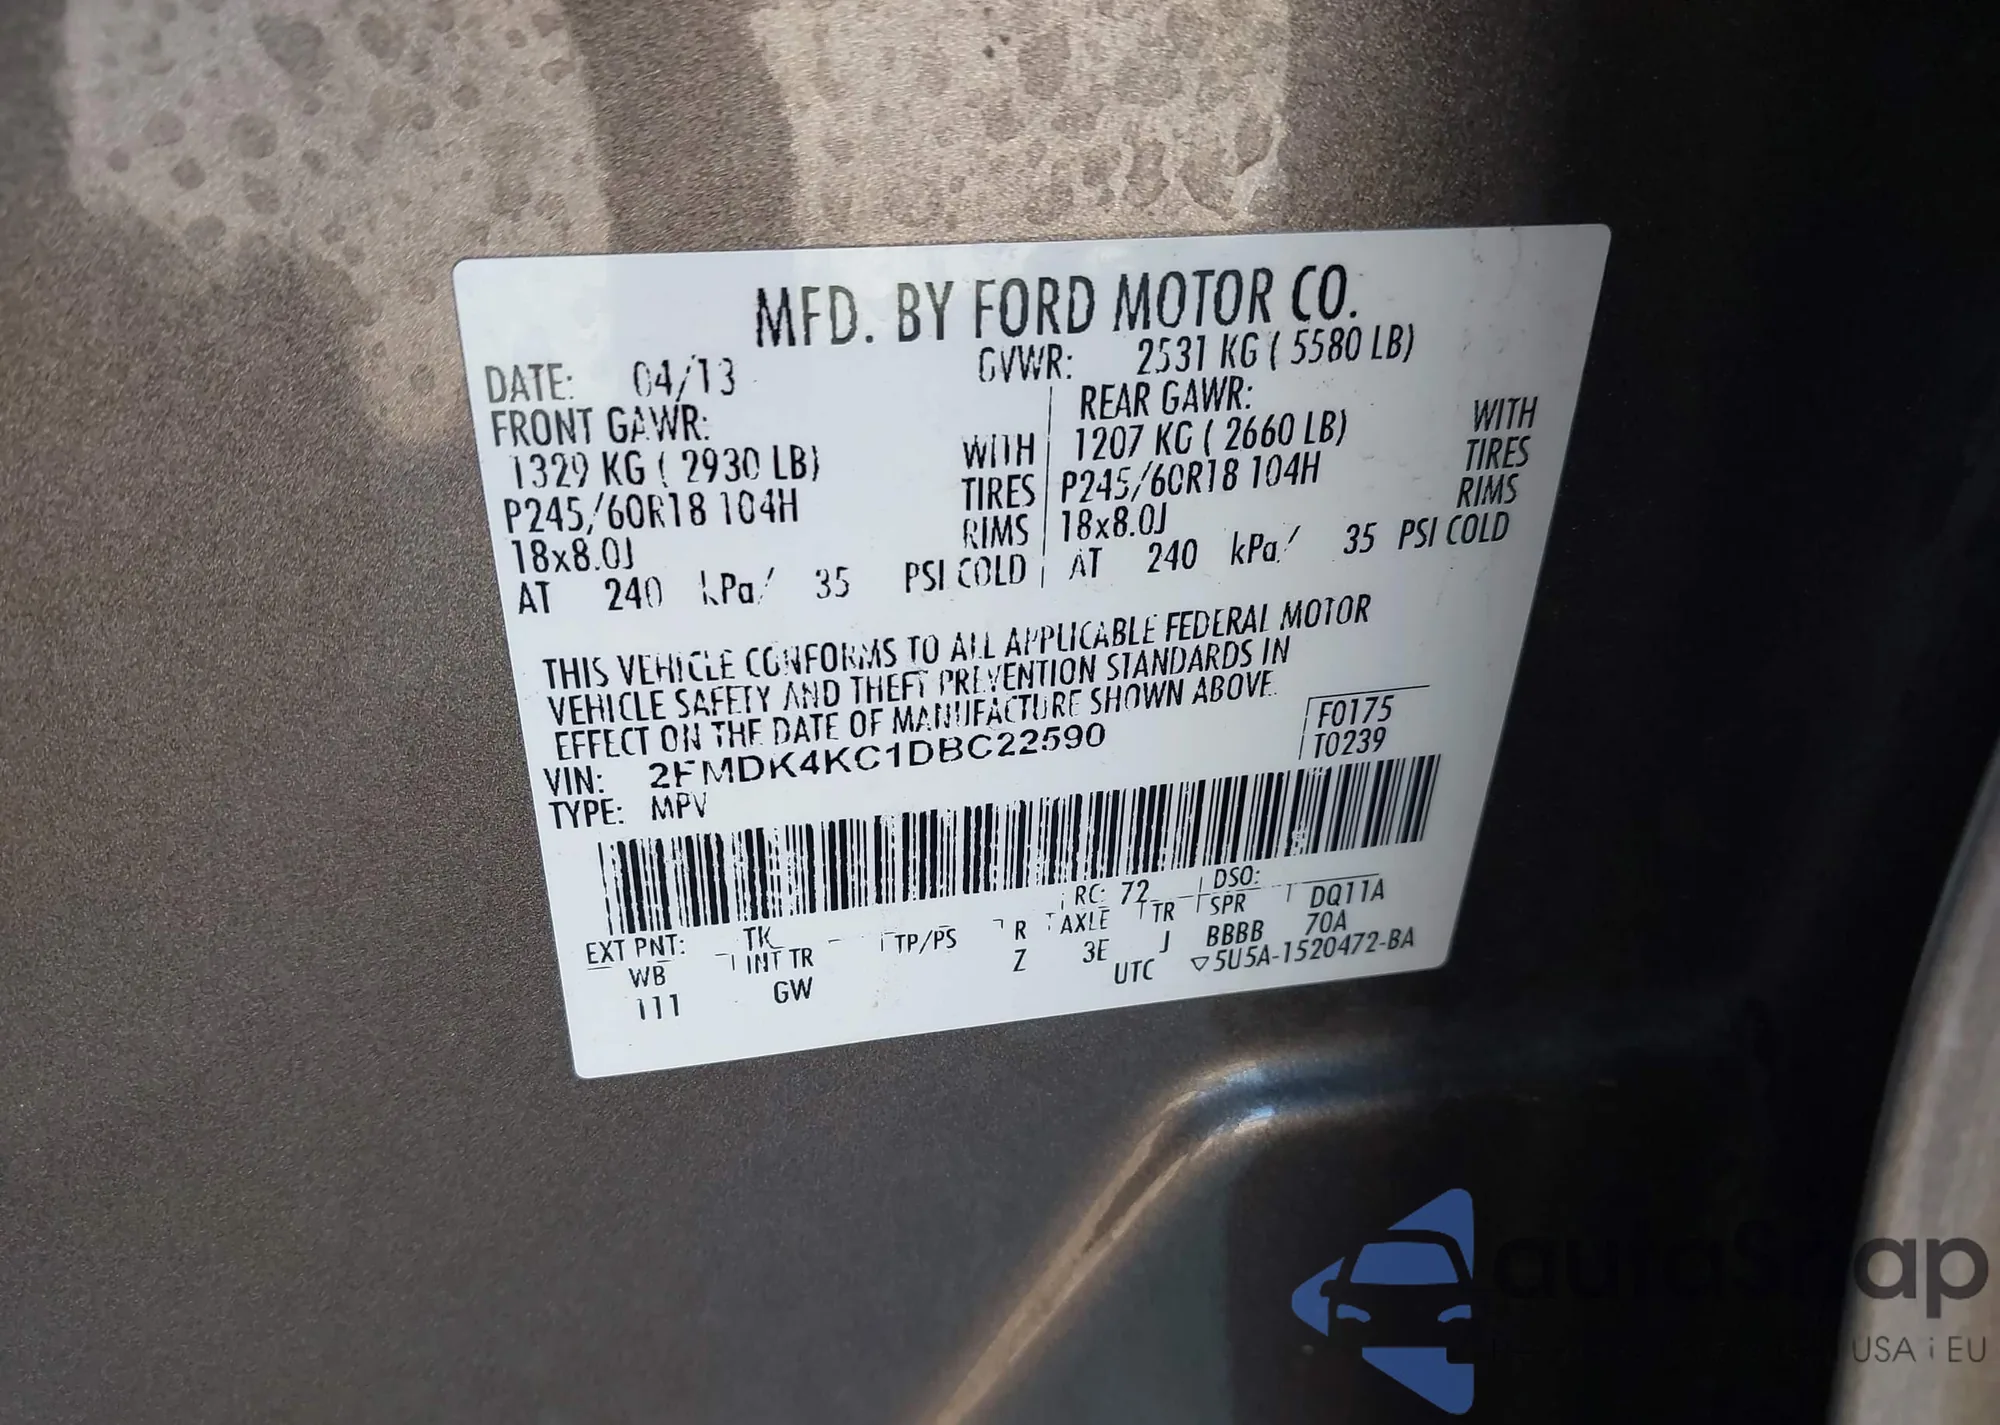 MFD. BY FORD MOTOR CO.
DATE: 04/13 GVWR: 2531 KG ( 5580 LB)
FRONT GAWR: REAR GAWR:
1329 KG ( 2930 LB) WITH 1207 KG ( 2660 LB) WITH
P245/60R18 104H TIRES P245/60R18 104H TIRES
18x8.0J RIMS 18x8.0J RIMS
AT 240 kPa/ 35 PSI COLD AT 240 kPa/ 35 PSI COLD
THIS VEHICLE CONFORMS TO ALL APPLICABLE FEDERAL MOTOR
VEHICLE SAFETY AND THEFT PREVENTION STANDARDS IN
EFFECT ON THE DATE OF MANUFACTURE SHOWN ABOVE.
F0175
VIN: 2FMDK4KC1DBC22590 T0239
TYPE: MPV
RC: 72 DSO:
EXT PNT: TK AXLE TR SPR DQ11A
WB INT TR TP/PS R 3E J BBBB 70A
111 GW Z UTC ▽5U5A-1520472-BA
autoSnap
USA i EU